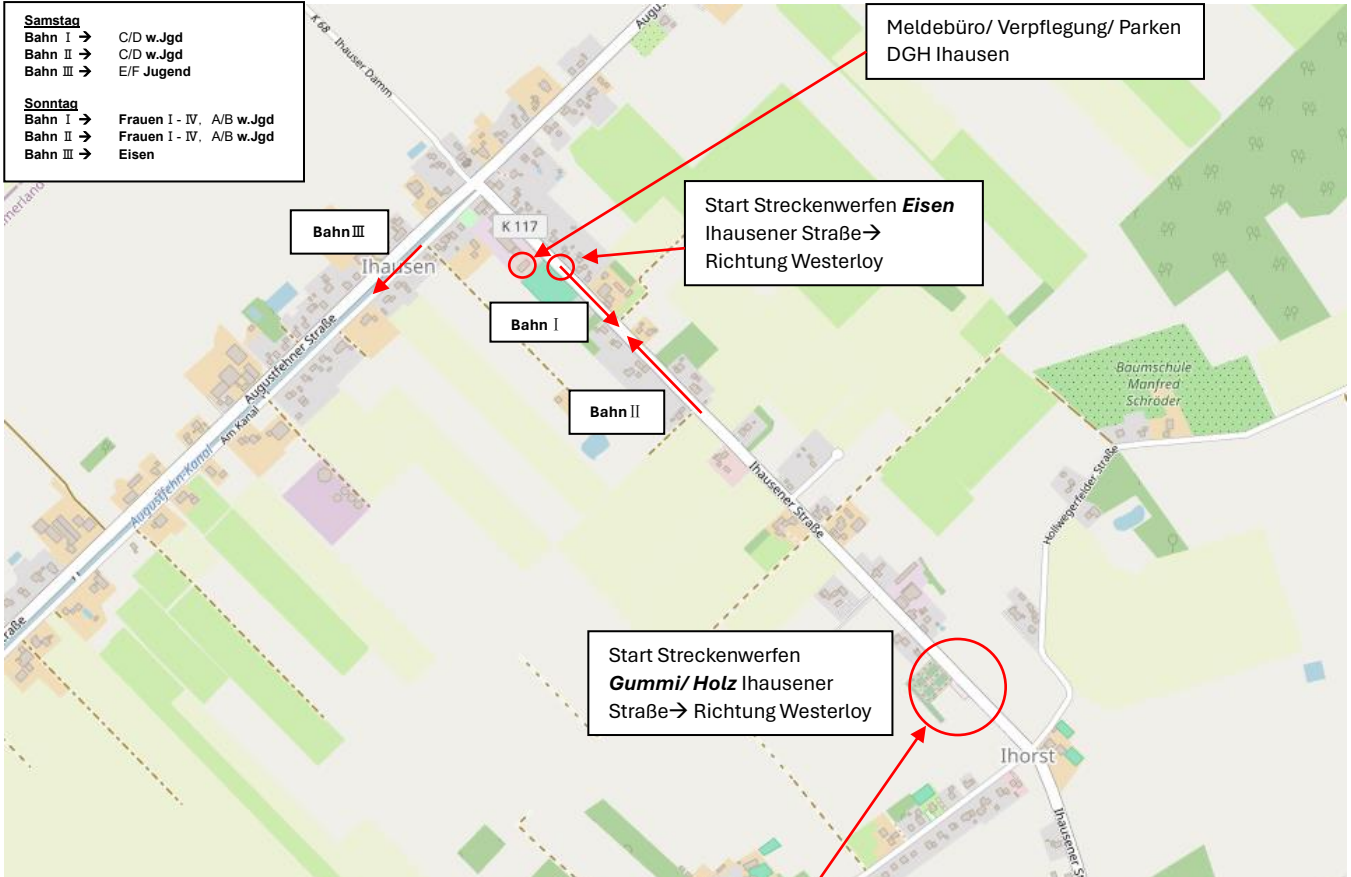 Samstag
Bahn Ⅰ → C/D w.Jgd
Bahn Ⅱ → C/D w.Jgd
Bahn Ⅲ → E/F Jugend
Sonntag
Bahn Ⅰ → Frauen Ⅰ - Ⅳ, A/B w.Jgd
Bahn Ⅱ → Frauen Ⅰ - Ⅳ, A/B w.Jgd
Bahn Ⅲ → Eisen
K 68
Ihauser Damm
Meldebüro/ Verpflegung/ Parken
DGH Ihausen
Start Streckenwerfen Eisen
Ihausener Straße→
Richtung Westerloy
Bahn Ⅲ
K 117
Ihausen
Bahn Ⅰ
Bahn Ⅱ
Augustfehner Straße
Am Kanal
Augustfehn-Kanal
Baumschule
Manfred
Schröder
Ihausener Straße
Hollwegerfelder Straße
Start Streckenwerfen
Gummi/ Holz Ihausener
Straße→ Richtung Westerloy
Ihorst